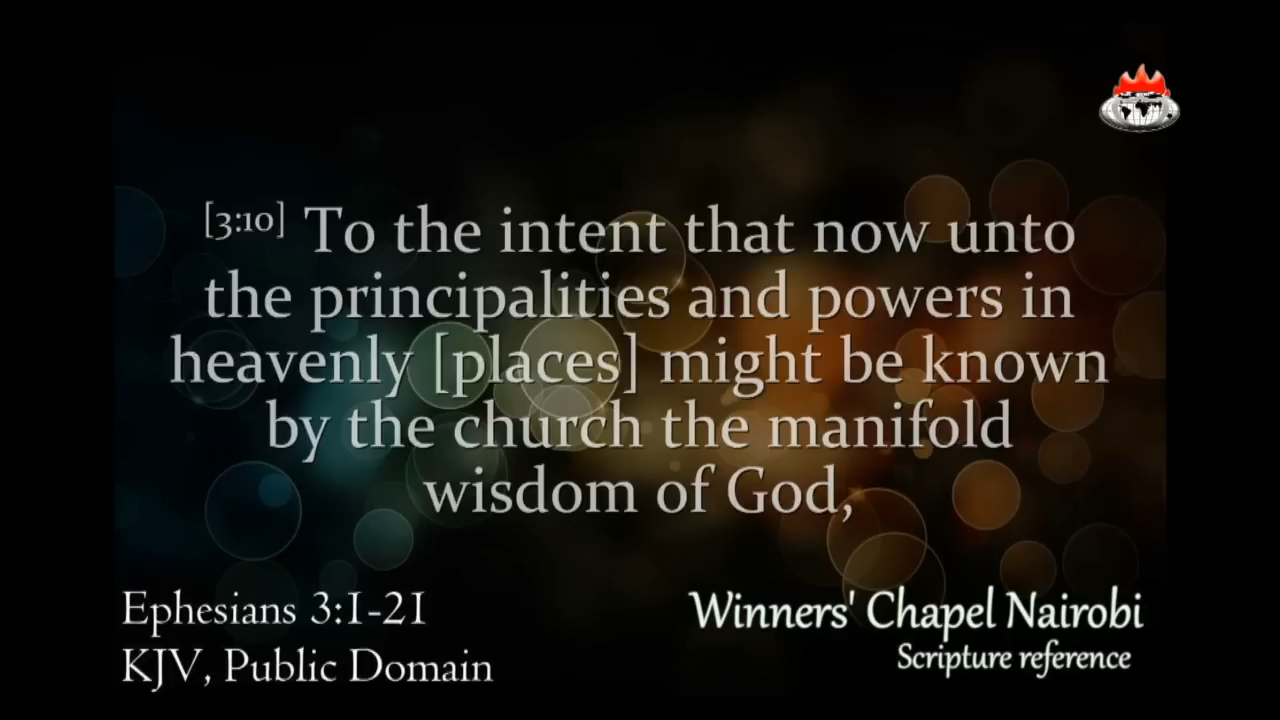 [3:10] To the intent that now unto
the principalities and powers in
heavenly [places] might be known
by the church the manifold
wisdom of God,
Ephesians 3:1-21
KJV, Public Domain
Winners' Chapel Nairobi
Scripture reference